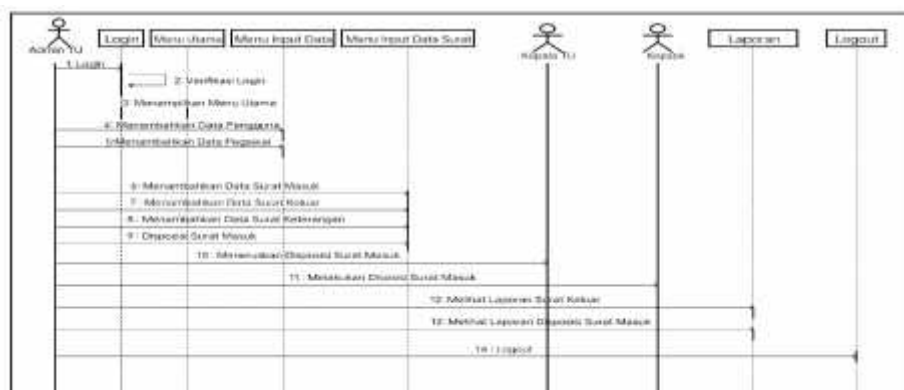 Admin TU
Login
Menu Utama
Menu Input Data
Menu Input Data Surat
Kepala TU
Kepala
Laporan
Logout
1: Login
2: Verifikasi Login
3: Menampilkan Menu Utama
4: Menambahkan Data Pengguna
5: Menambahkan Data Pegawai
6: Menambahkan Data Surat Masuk
7 : Menambahkan Data Surat Keluar
8 : Menambahkan Data Surat Keterangan
9 : Disposisi Surat Masuk
10 : Meneruskan Disposisi Surat Masuk
11 : Melakukan Surat Masuk
12: Melihat Laporan Surat Keluar
13: Melihat Laporan Disposisi Surat Masuk
14 : Logout